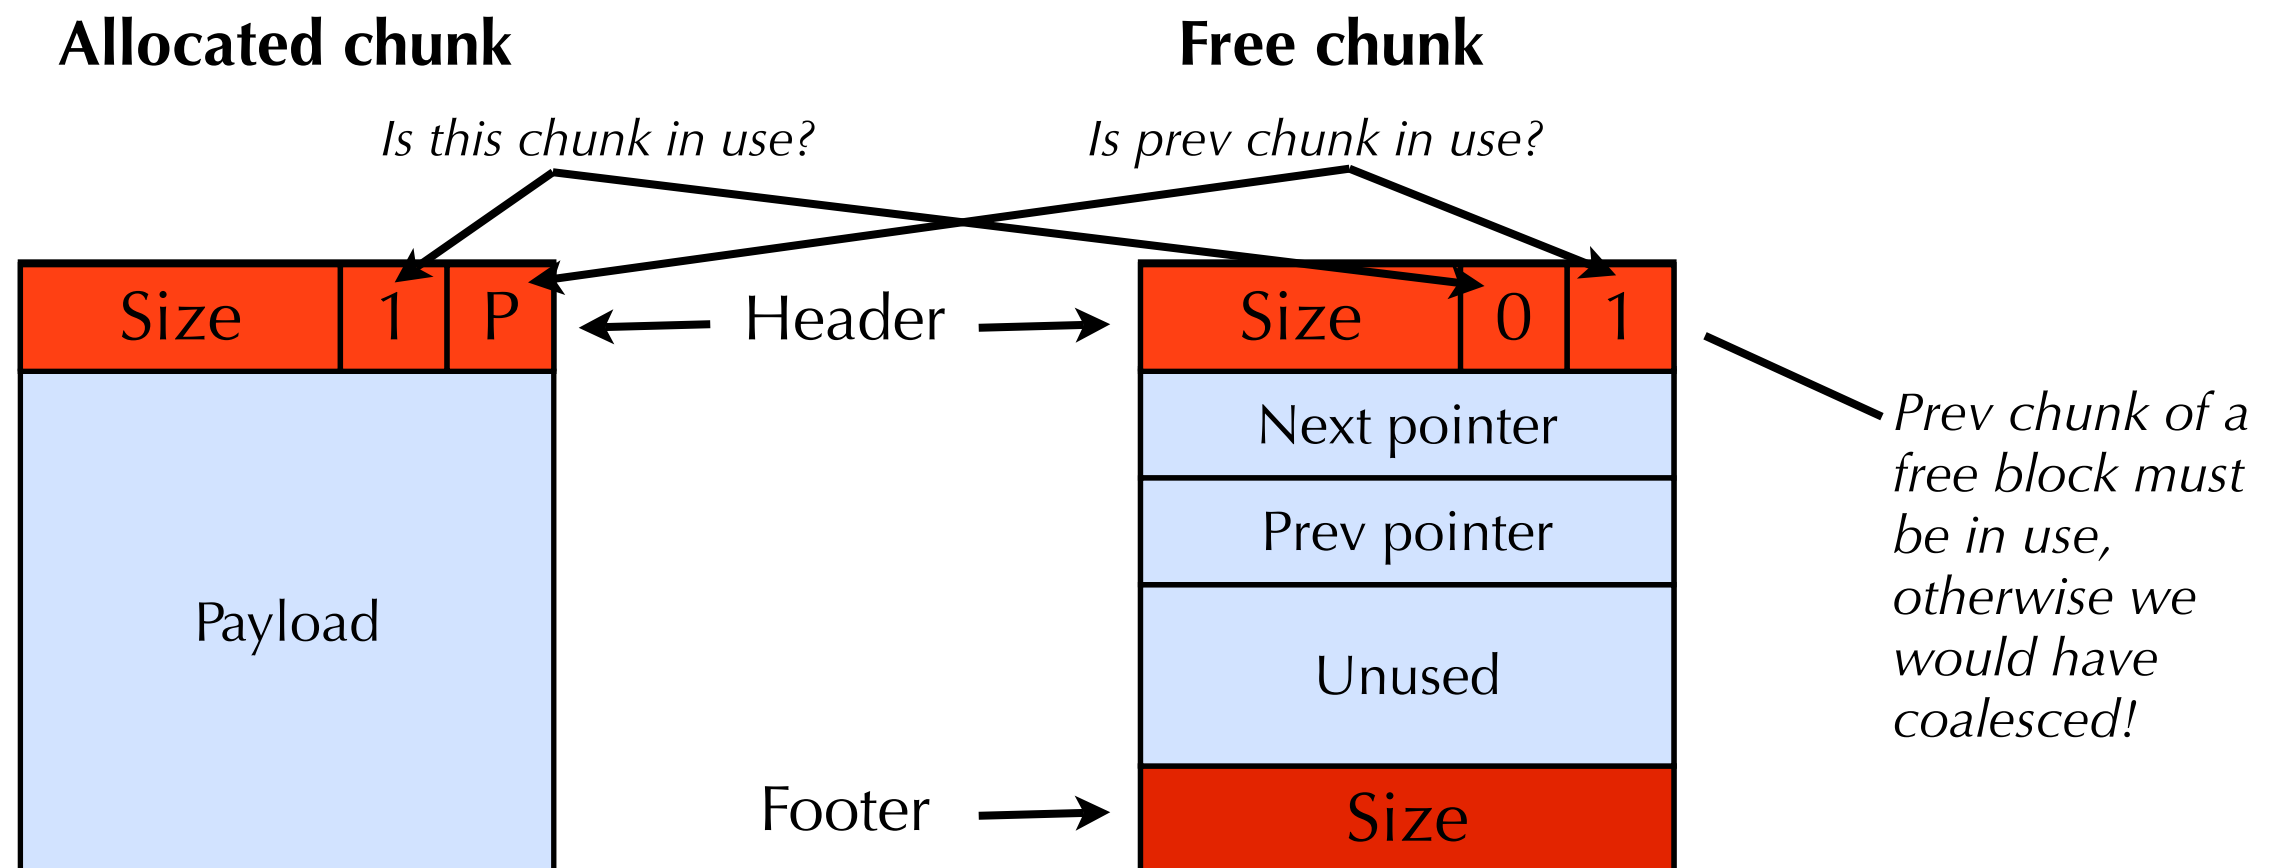 Allocated chunk
Free chunk
Is this chunk in use?
Is prev chunk in use?
Size 1 P
Header
Size 0 1
Next pointer
Prev pointer
Payload
Unused
Footer
Size
Prev chunk of a
free block must
be in use,
otherwise we
would have
coalesced!